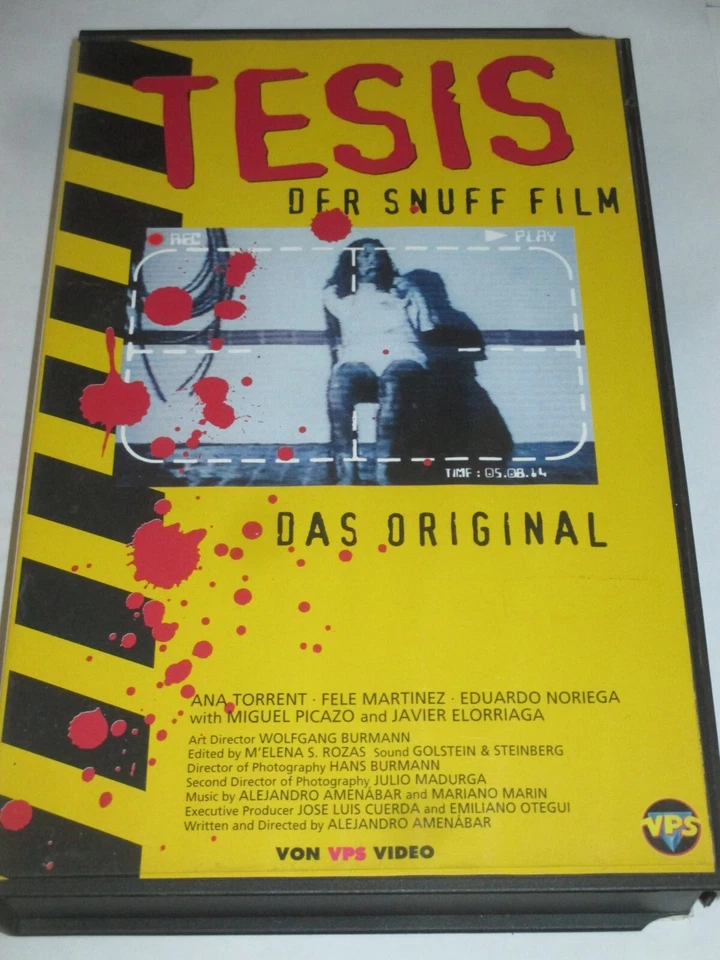 TESIS
DER SNUFF FILM
REC
PLAY
TIME : 05.08.14
DAS ORIGINAL
ANA TORRENT · FELE MARTINEZ · EDUARDO NORIEGA
with MIGUEL PICAZO and JAVIER ELORRIAGA
Art Director WOLFGANG BURMANN
Edited by M'ELENA S. ROZAS Sound GOLSTEIN & STEINBERG
Director of Photography HANS BURMANN
Second Director of Photography JULIO MADURGA
Music by ALEJANDRO AMENÁBAR and MARIANO MARIN
Executive Producer JOSE LUIS CUERDA and EMILIANO OTEGUI
Written and Directed by ALEJANDRO AMENÁBAR
VPS
VON VPS VIDEO